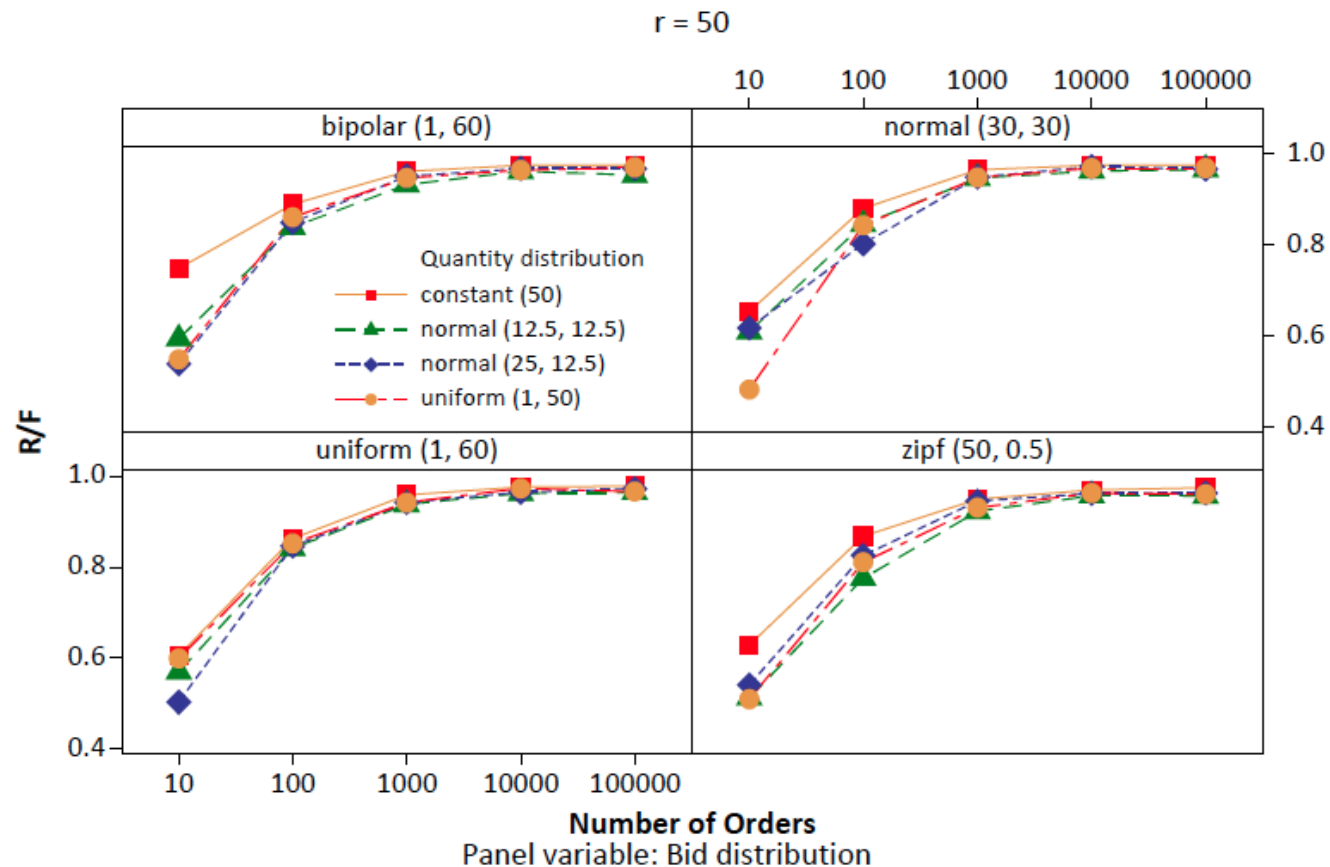 r = 50
10 100 1000 10000 100000
bipolar (1, 60) normal (30, 30)
1.0
0.8
0.6
0.4
Quantity distribution
constant (50)
normal (12.5, 12.5)
normal (25, 12.5)
uniform (1, 50)
R/F
uniform (1, 60) zipf (50, 0.5)
1.0
0.8
0.6
0.4
10 100 1000 10000 100000
Number of Orders
Panel variable: Bid distribution